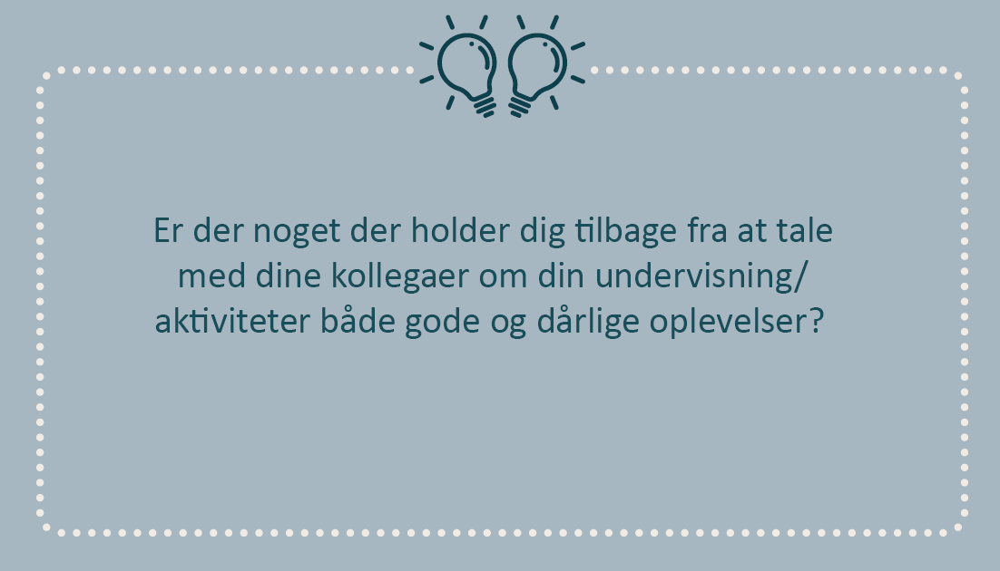 Er der noget der holder dig tilbage fra at tale
med dine kollegaer om din undervisning/
aktiviteter både gode og dårlige oplevelser?